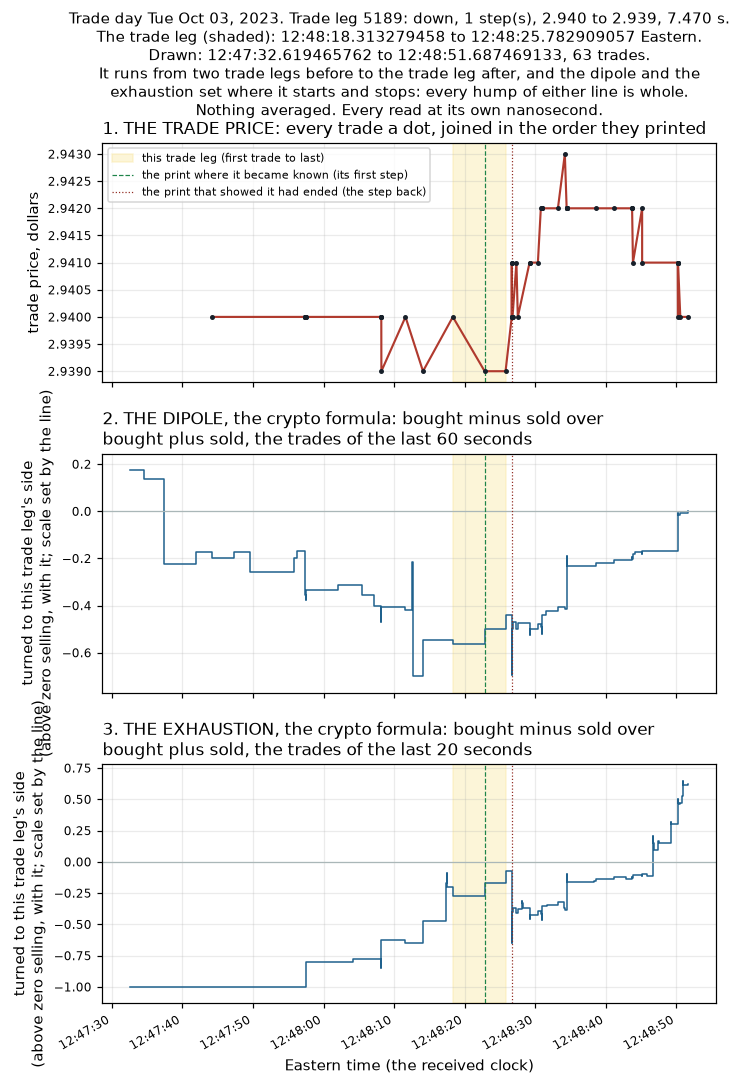 Trade day Tue Oct 03, 2023. Trade leg 5189: down, 1 step(s), 2.940 to 2.939, 7.470 s.
The trade leg (shaded): 12:48:18.313279458 to 12:48:25.782909057 Eastern.
Drawn: 12:47:32.619465762 to 12:48:51.687469133, 63 trades.
It runs from two trade legs before to the trade leg after, and the dipole and the
exhaustion set where it starts and stops: every hump of either line is whole.
Nothing averaged. Every read at its own nanosecond.
1. THE TRADE PRICE: every trade a dot, joined in the order they printed
this trade leg (first trade to last)
the print where it became known (its first step)
the print that showed it had ended (the step back)
trade price, dollars
2.9430
2.9425
2.9420
2.9415
2.9410
2.9405
2.9400
2.9395
2.9390
2. THE DIPOLE, the crypto formula: bought minus sold over
bought plus sold, the trades of the last 60 seconds
turned to this trade leg's side
(above zero selling, with it; scale set by the line)
0.2
0.0
−0.2
−0.4
−0.6
3. THE EXHAUSTION, the crypto formula: bought minus sold over
bought plus sold, the trades of the last 20 seconds
turned to this trade leg's side
(above zero selling, with it; scale set by the line)
0.75
0.50
0.25
0.00
−0.25
−0.50
−0.75
−1.00
12:47:30
12:47:40
12:47:50
12:48:00
12:48:10
12:48:20
12:48:30
12:48:40
12:48:50
Eastern time (the received clock)